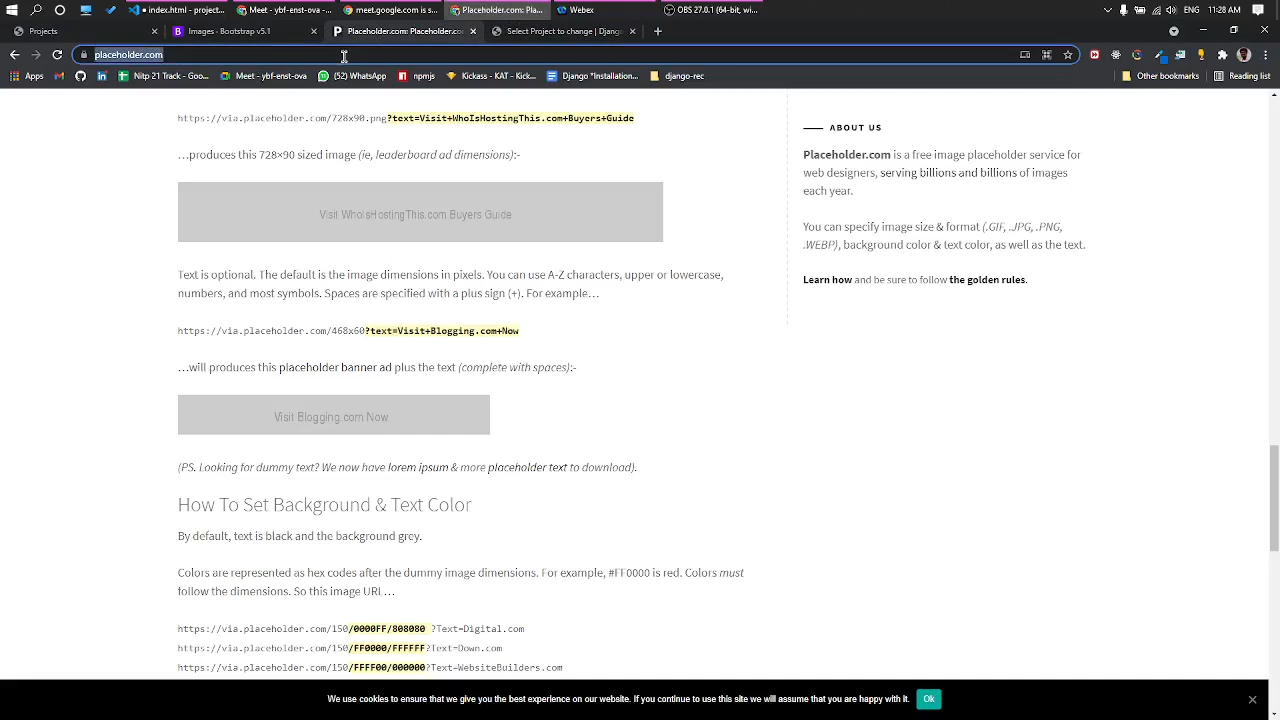 index.html - p
Meet - ybf-enst-ova
meet.google.com is s
Placeholder.com: Pla
Webex
OBS 27.0.1 (64-bit, w
Projects
Images · Bootstrap v5.1
Placeholder.com: Placeholder.co
Select Project to change | Djang
placeholder.com
Apps
M
in
Nitp 21 Track - Goo
Meet - ybf-enst-ova
(50) WhatsApp
npmjs
Kickass - KAT - Kick
Django *Installation
django-rec
Other bookmarks
Reading list
https://via.placeholder.com/728x90.png?text=Visit+WhoIsHostingThis.com+Buyers+Guide
…produces this 728×90 sized image (ie, leaderboard ad dimensions):-
Visit WhoIsHostingThis.com Buyers Guide
Text is optional. The default is the image dimensions in pixels. You can use A-Z characters, upper or lowercase,
numbers, and most symbols. Spaces are specified with a plus sign (+). For example…
https://via.placeholder.com/468x60?text=Visit+Blogging.com+Now
…will produces this placeholder banner ad plus the text (complete with spaces):-
Visit Blogging.com Now
(PS. Looking for dummy text? We now have lorem ipsum & more placeholder text to download).
How To Set Background & Text Color
By default, text is black and the background grey.
Colors are represented as hex codes after the dummy image dimensions. For example, #FF0000 is red. Colors must
follow the dimensions. So this image URL…
https://via.placeholder.com/150/0000FF/808080 ?Text=Digital.com
https://via.placeholder.com/150/FF0000/FFFFFF?Text=Down.com
https://via.placeholder.com/150/FFFF00/000000?Text=WebsiteBuilders.com
ABOUT US
Placeholder.com is a free image placeholder service for
web designers, serving billions and billions of images
each year.
You can specify image size & format (.GIF, .JPG, .PNG,
.WEBP), background color & text color, as well as the text.
Learn how and be sure to follow the golden rules.
We use cookies to ensure that we give you the best experience on our website. If you continue to use this site we will assume that you are happy with it.
Ok